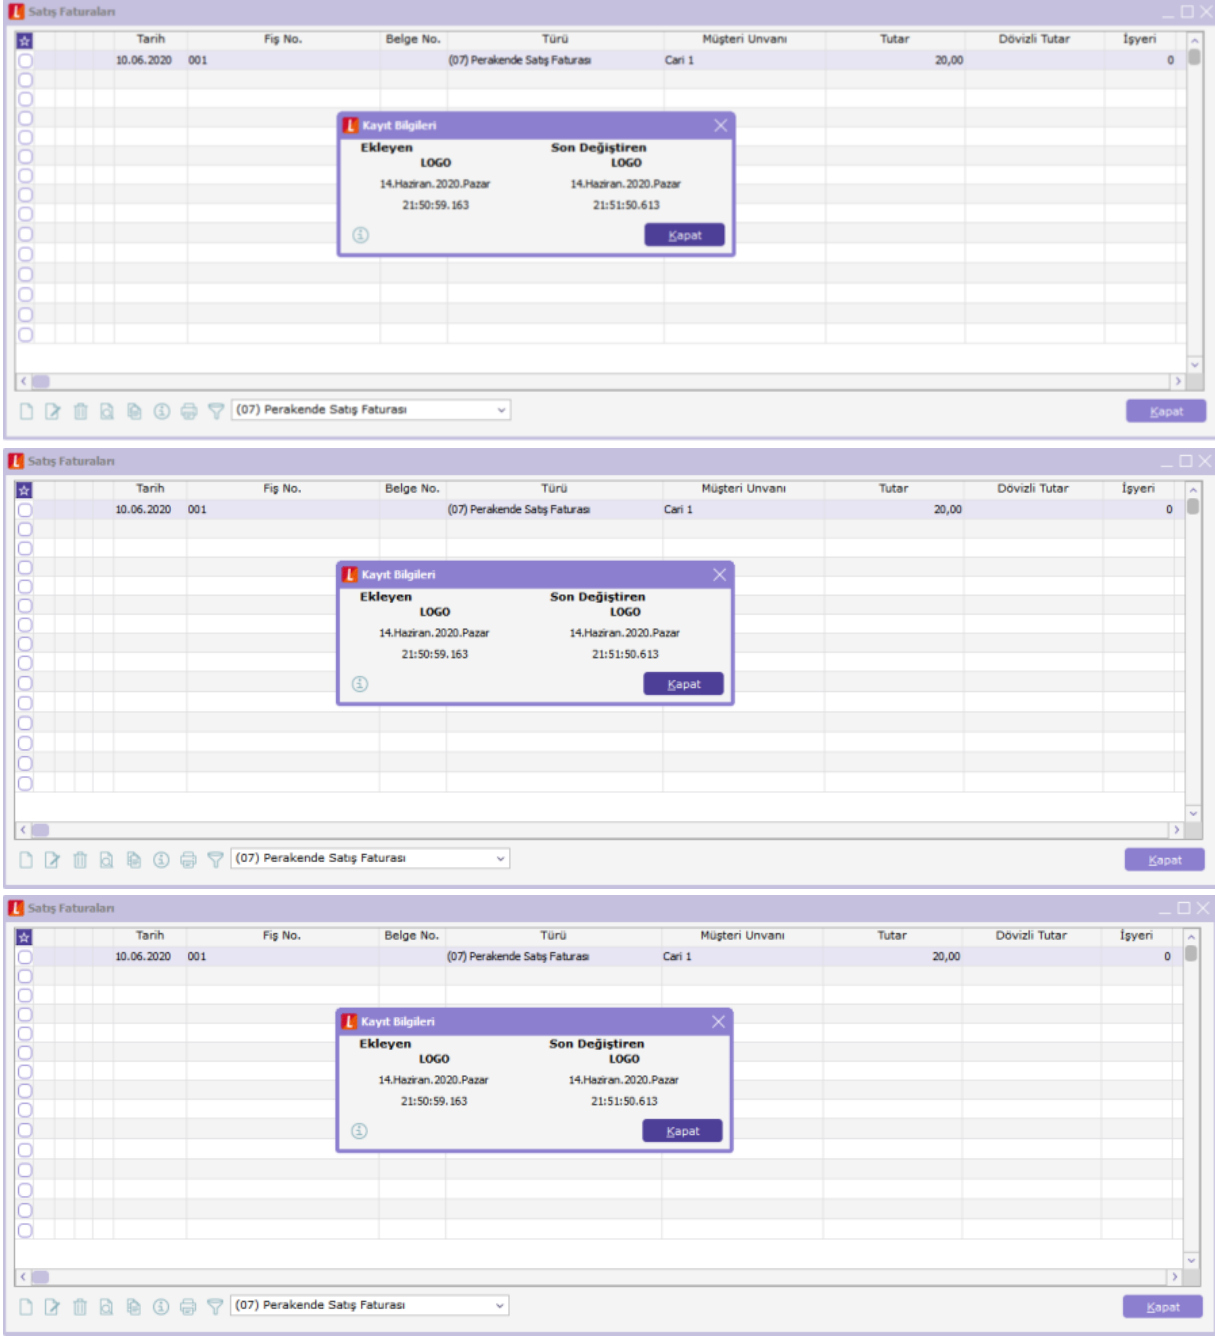 Satış Faturaları
Tarih Fiş No. Belge No. Türü Müşteri Unvanı Tutar Dövizli Tutar İşyeri
10.06.2020 001 (07) Perakende Satış Faturası Cari 1 20,00 0
Kayıt Bilgileri
Ekleyen Son Değiştiren
LOGO LOGO
14.Haziran.2020.Pazar 14.Haziran.2020.Pazar
21:50:59.163 21:51:50.613
Kapat
(07) Perakende Satış Faturası Kapat
Satış Faturaları
Tarih Fiş No. Belge No. Türü Müşteri Unvanı Tutar Dövizli Tutar İşyeri
10.06.2020 001 (07) Perakende Satış Faturası Cari 1 20,00 0
Kayıt Bilgileri
Ekleyen Son Değiştiren
LOGO LOGO
14.Haziran.2020.Pazar 14.Haziran.2020.Pazar
21:50:59.163 21:51:50.613
Kapat
(07) Perakende Satış Faturası Kapat
Satış Faturaları
Tarih Fiş No. Belge No. Türü Müşteri Unvanı Tutar Dövizli Tutar İşyeri
10.06.2020 001 (07) Perakende Satış Faturası Cari 1 20,00 0
Kayıt Bilgileri
Ekleyen Son Değiştiren
LOGO LOGO
14.Haziran.2020.Pazar 14.Haziran.2020.Pazar
21:50:59.163 21:51:50.613
Kapat
(07) Perakende Satış Faturası Kapat